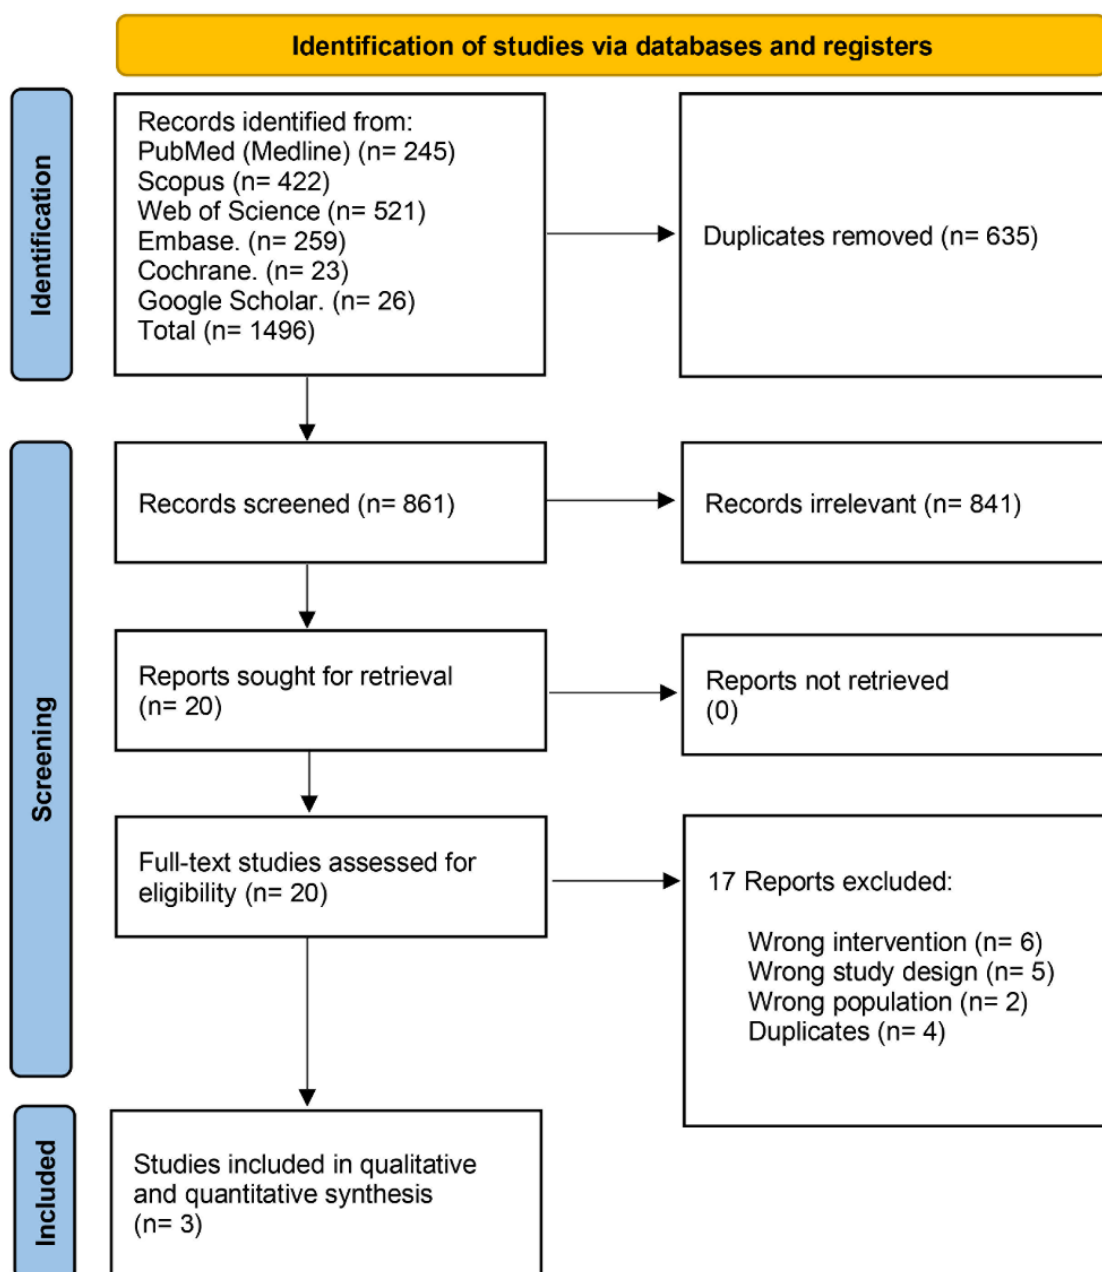 Identification of studies via databases and registers
Identification
Records identified from:
PubMed (Medline) (n= 245)
Scopus (n= 422)
Web of Science (n= 521)
Embase. (n= 259)
Cochrane. (n= 23)
Google Scholar. (n= 26)
Total (n= 1496)
Duplicates removed (n= 635)
Screening
Records screened (n= 861)
Records irrelevant (n= 841)
Reports sought for retrieval
(n= 20)
Reports not retrieved
(0)
Full-text studies assessed for
eligibility (n= 20)
17 Reports excluded:
Wrong intervention (n= 6)
Wrong study design (n= 5)
Wrong population (n= 2)
Duplicates (n= 4)
Included
Studies included in qualitative
and quantitative synthesis
(n= 3)